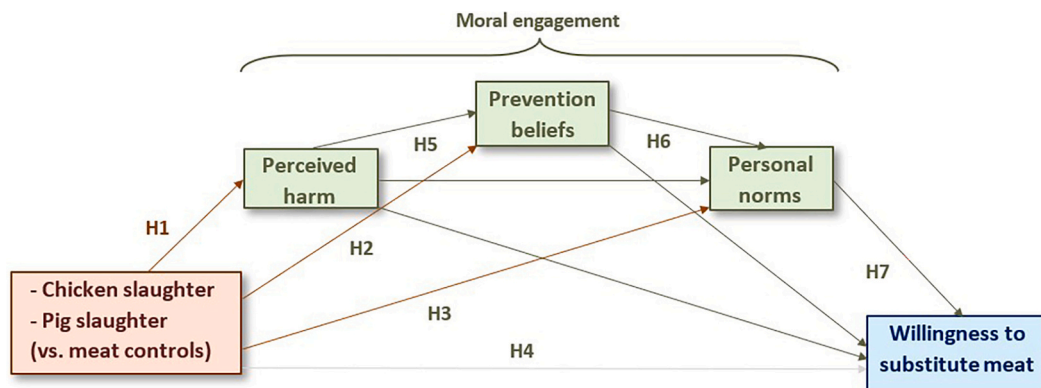 Moral engagement
Prevention
beliefs
H5
H6
Perceived
harm
Personal
norms
H1
H2
H7
- Chicken slaughter
- Pig slaughter
(vs. meat controls)
H3
H4
Willingness to
substitute meat